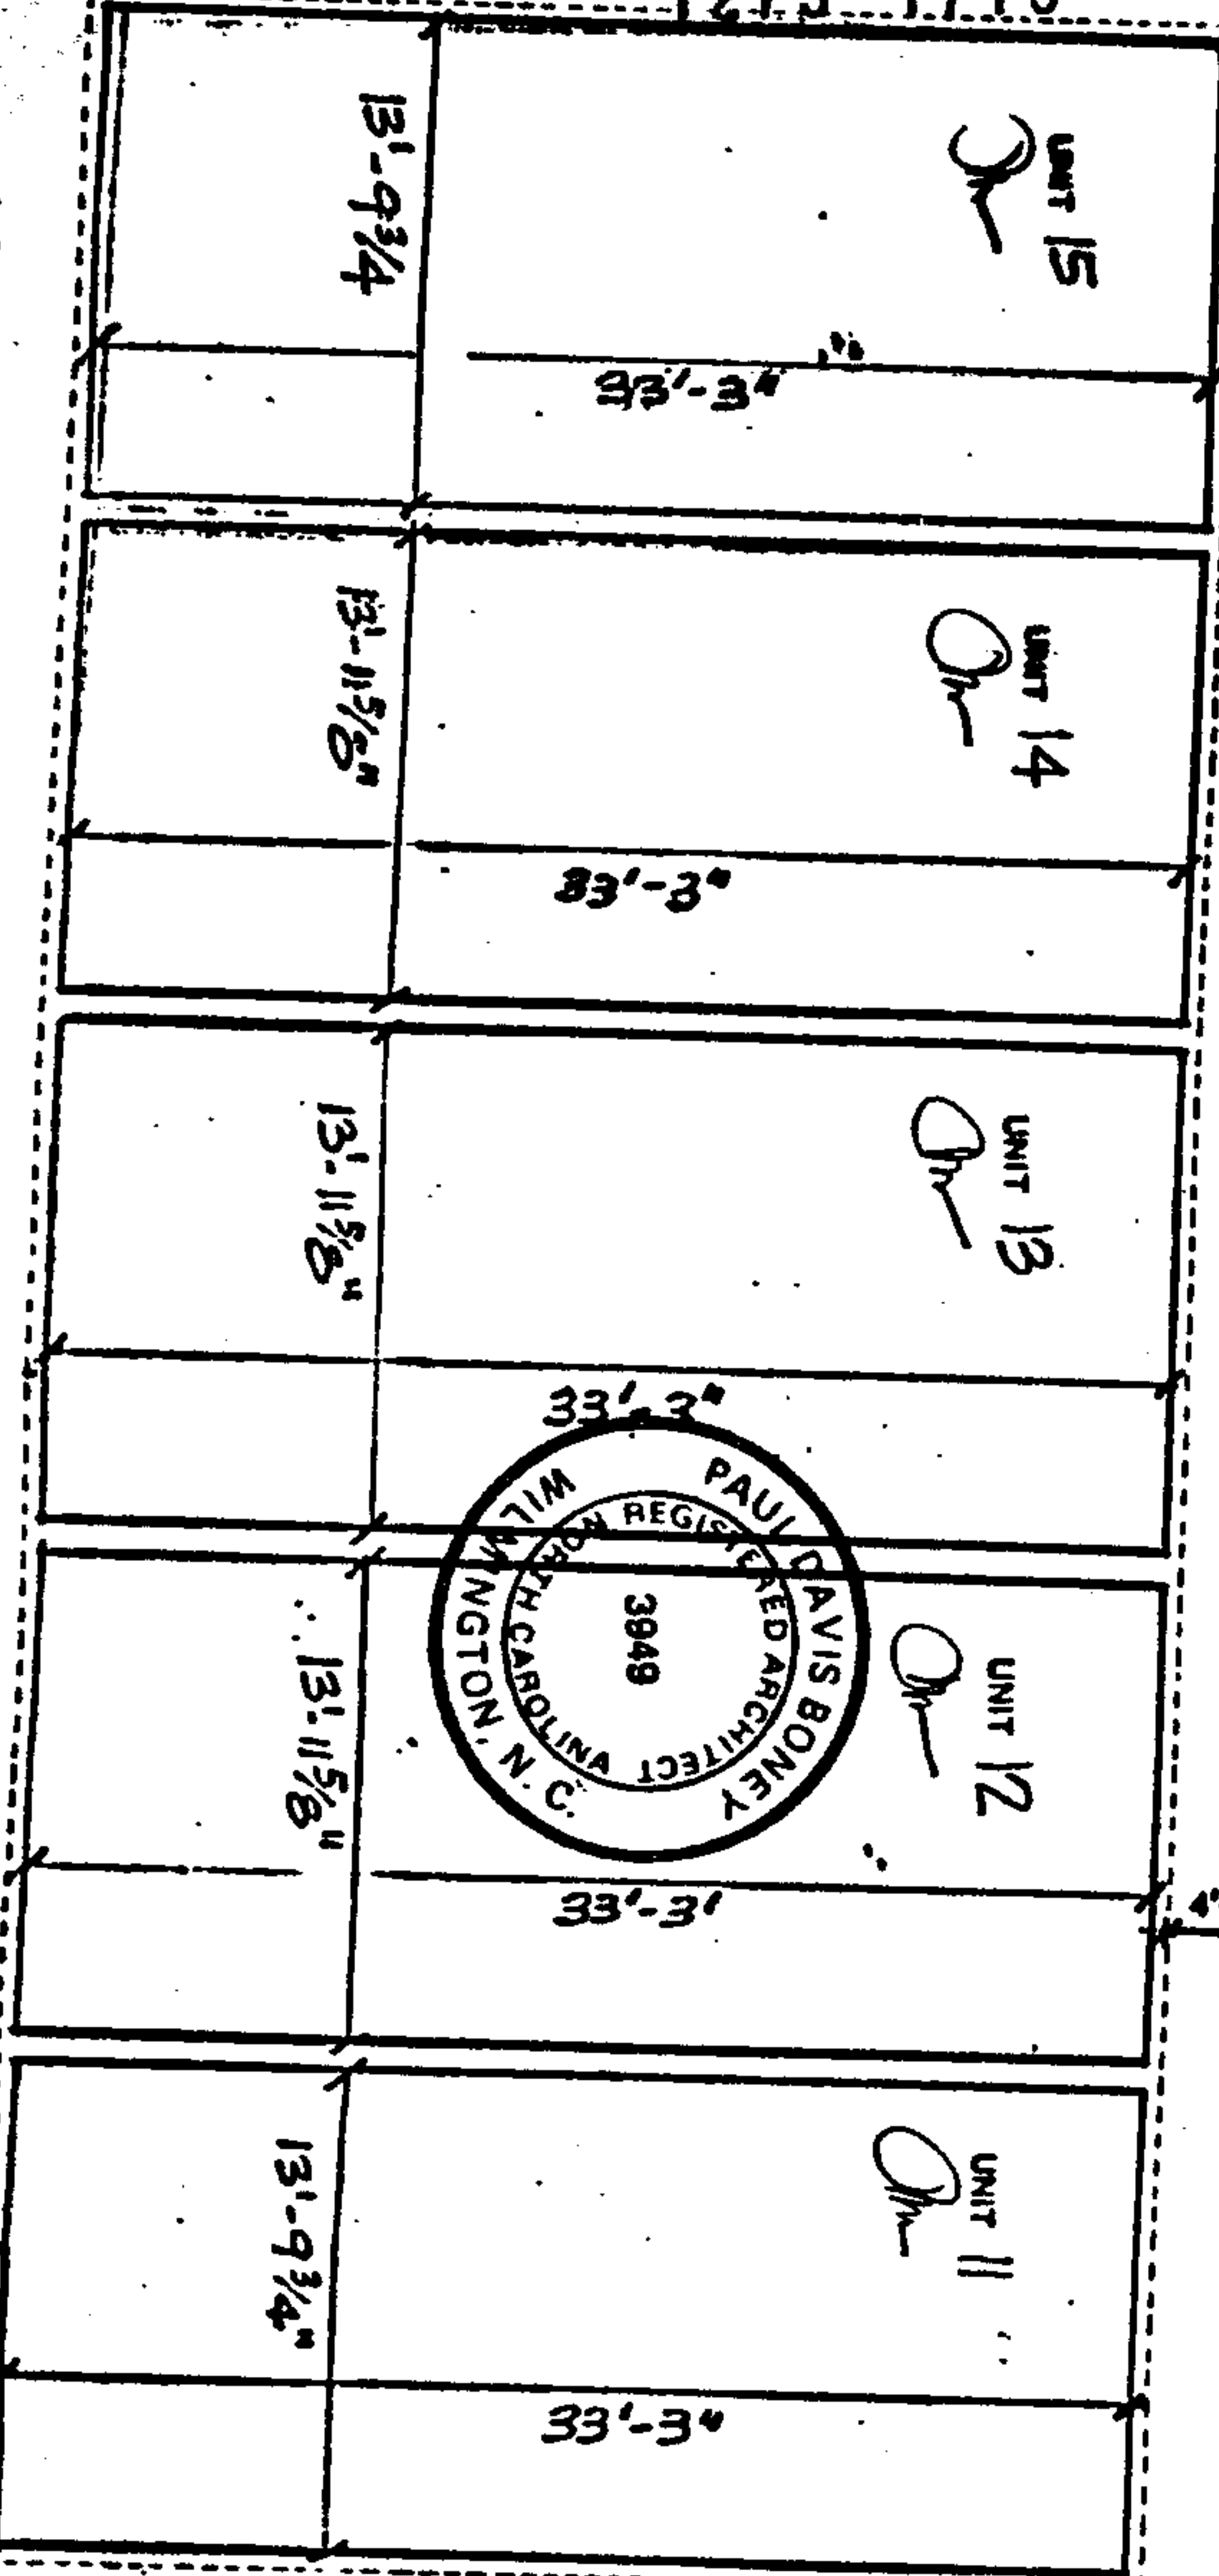 UNIT 15
13'-9 3/4
33'-3"
UNIT 14
13'-11 5/8"
33'-3"
UNIT 13
13'-11 5/8"
33'-3"
UNIT 12
13'-11 5/8"
33'-3'
4'
UNIT 11
13'-9 3/4"
33'-3"
PAUL DAVIS BONEY
WILMINGTON, N. C.
REGISTERED ARCHITECT
NORTH CAROLINA
3949